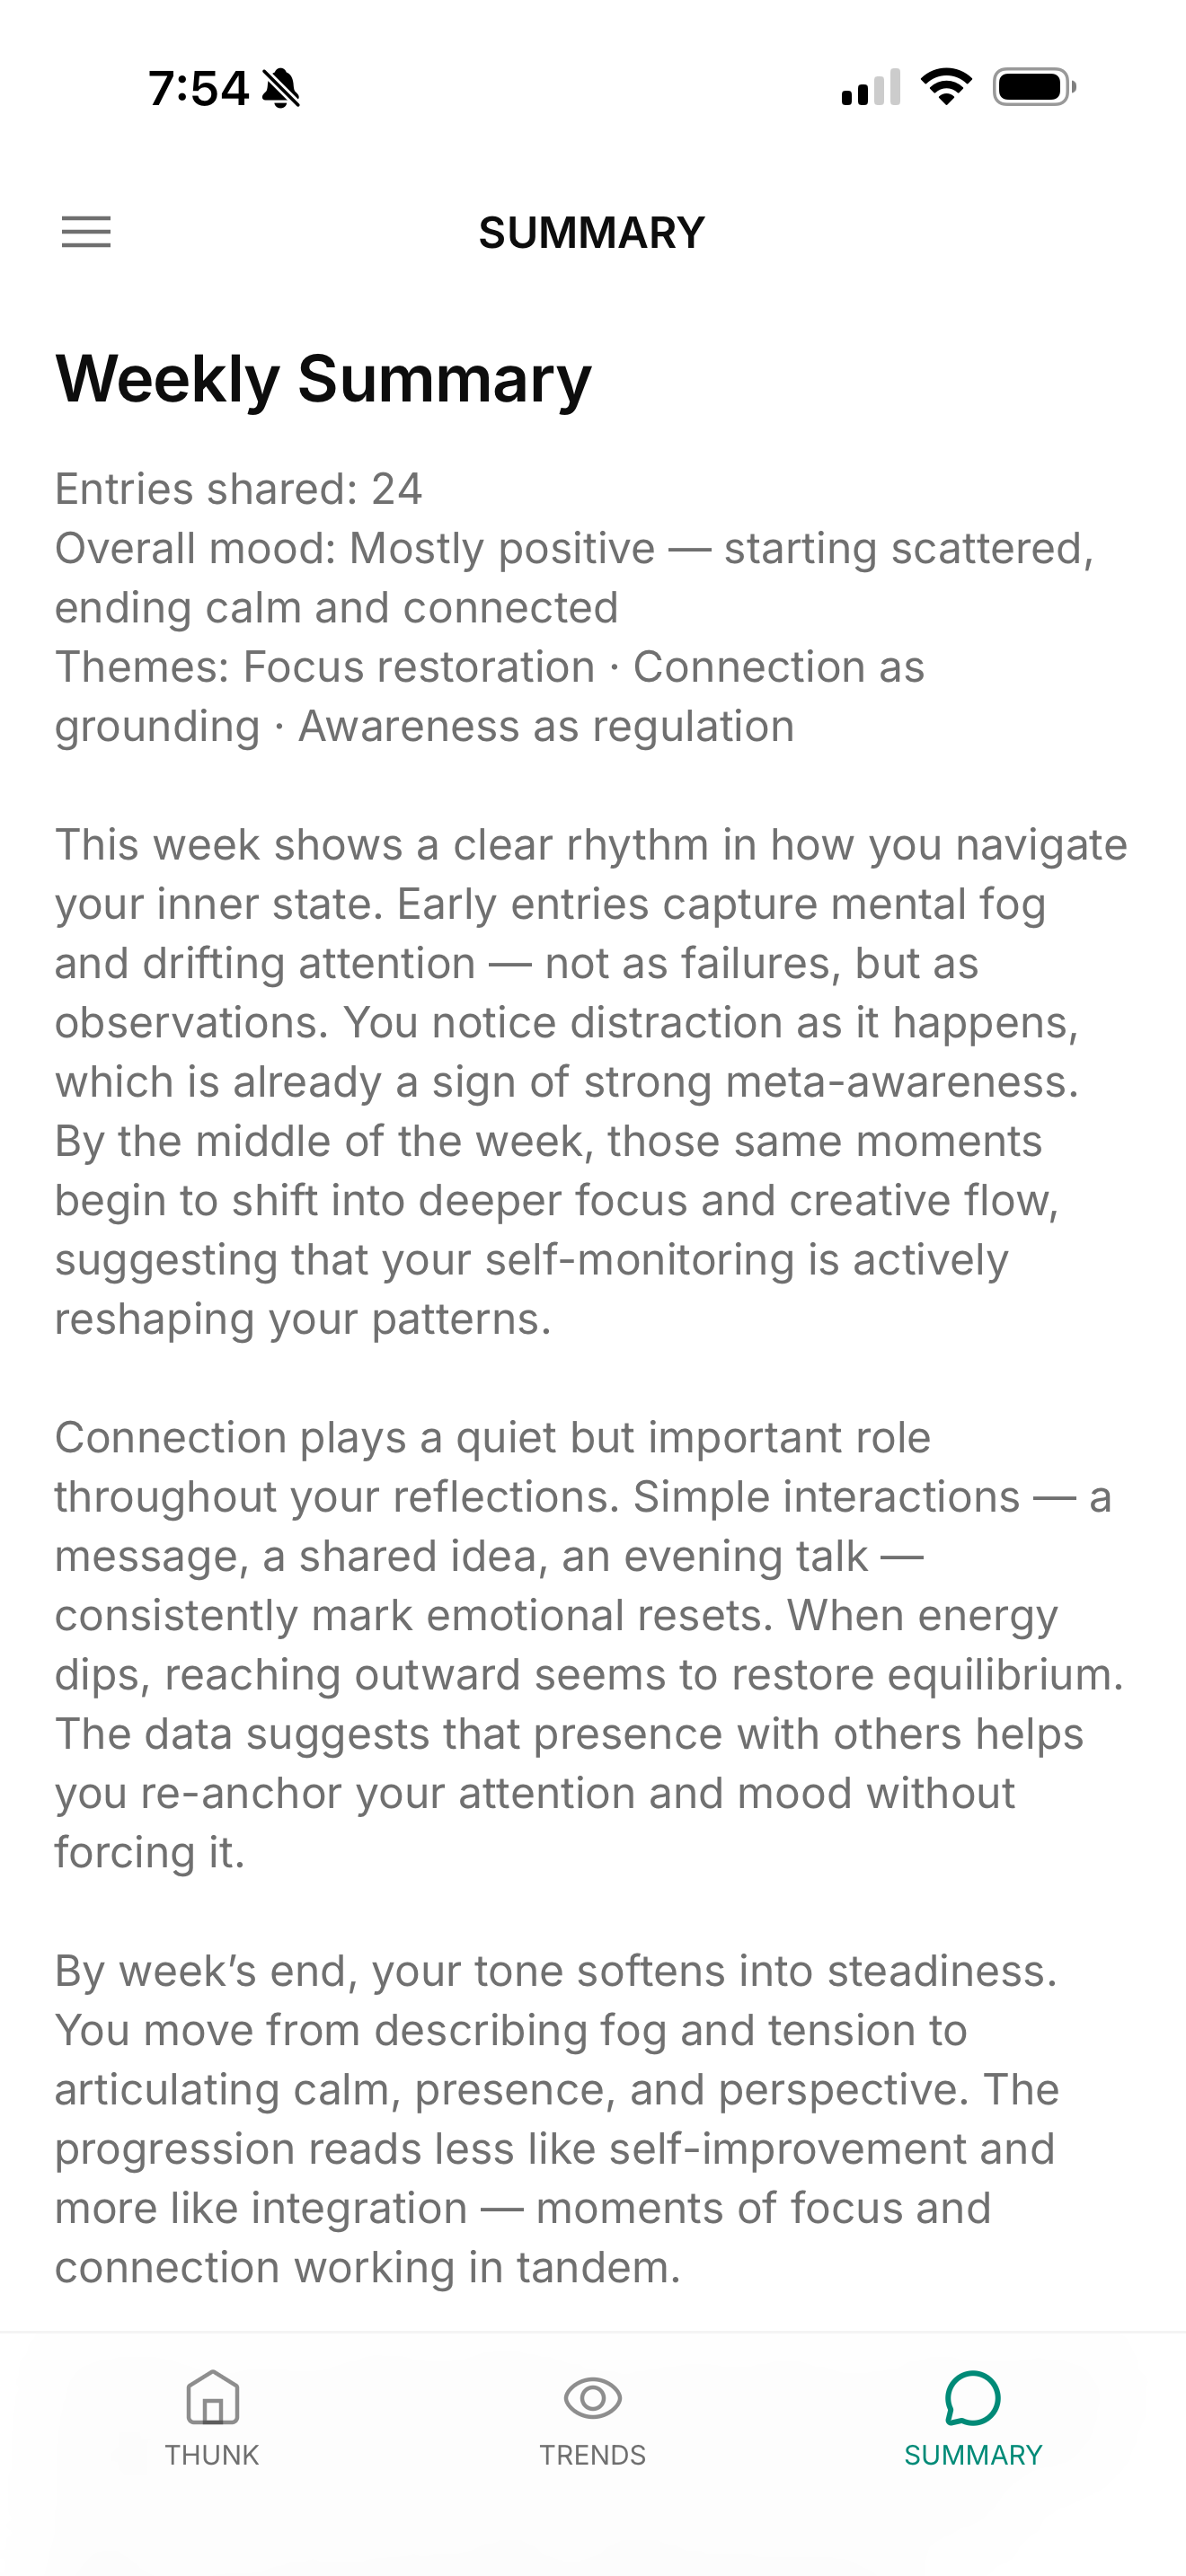 7:54
SUMMARY
Weekly Summary
Entries shared: 24
Overall mood: Mostly positive — starting scattered,
ending calm and connected
Themes: Focus restoration · Connection as
grounding · Awareness as regulation
This week shows a clear rhythm in how you navigate
your inner state. Early entries capture mental fog
and drifting attention — not as failures, but as
observations. You notice distraction as it happens,
which is already a sign of strong meta-awareness.
By the middle of the week, those same moments
begin to shift into deeper focus and creative flow,
suggesting that your self-monitoring is actively
reshaping your patterns.
Connection plays a quiet but important role
throughout your reflections. Simple interactions — a
message, a shared idea, an evening talk —
consistently mark emotional resets. When energy
dips, reaching outward seems to restore equilibrium.
The data suggests that presence with others helps
you re-anchor your attention and mood without
forcing it.
By week’s end, your tone softens into steadiness.
You move from describing fog and tension to
articulating calm, presence, and perspective. The
progression reads less like self-improvement and
more like integration — moments of focus and
connection working in tandem.
THUNK
TRENDS
SUMMARY